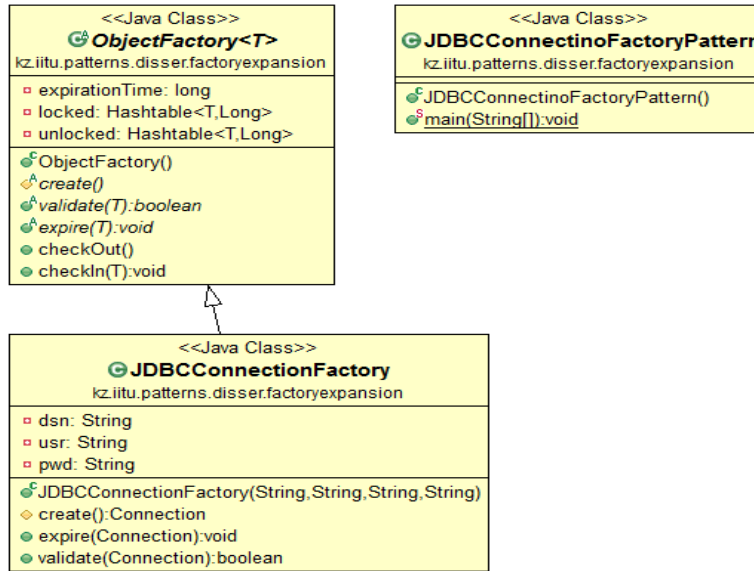 <<Java Class>>
ObjectFactory<T>
kz.iitu.patterns.disser.factoryexpansion
expirationTime: long
locked: Hashtable<T,Long>
unlocked: Hashtable<T,Long>
ObjectFactory()
create()
validate(T):boolean
expire(T):void
checkOut()
checkIn(T):void
<<Java Class>>
JDBCConnectinoFactoryPattern
kz.iitu.patterns.disser.factoryexpansion
JDBCConnectinoFactoryPattern()
main(String[]):void
<<Java Class>>
JDBCConnectionFactory
kz.iitu.patterns.disser.factoryexpansion
dsn: String
usr: String
pwd: String
JDBCConnectionFactory(String,String,String,String)
create():Connection
expire(Connection):void
validate(Connection):boolean